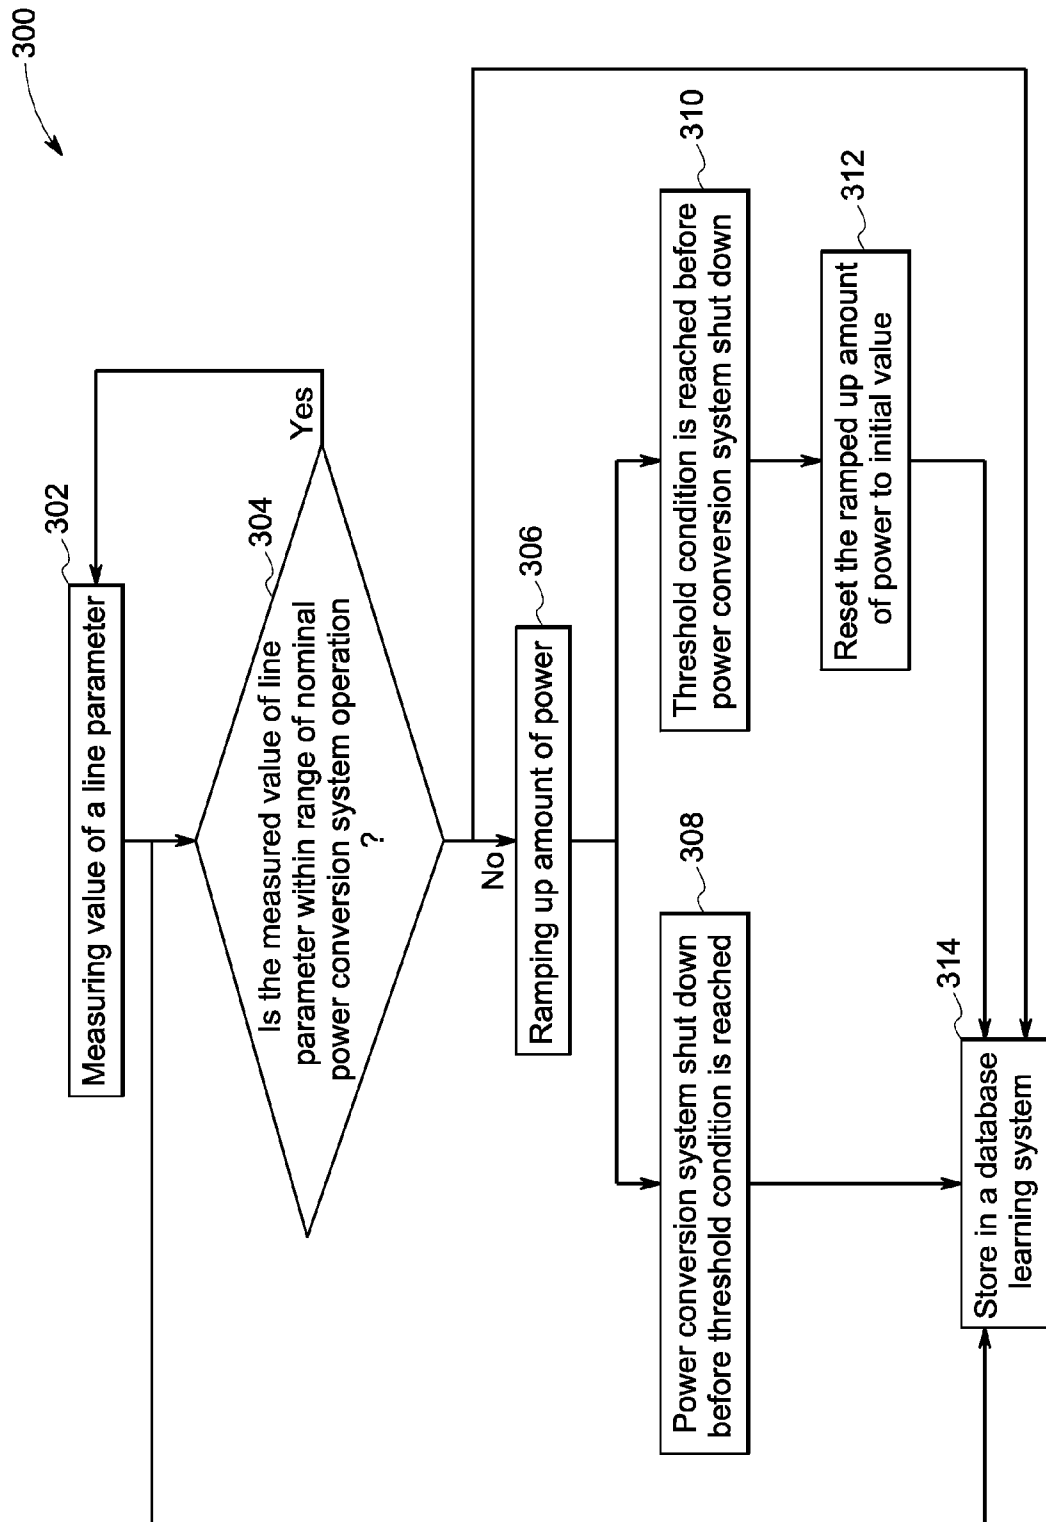 300
302
Measuring value of a line parameter
304
Is the measured value of line
parameter within range of nominal
power conversion system operation
?
Yes
No
306
Ramping up amount of power
308
Power conversion system shut down
before threshold condition is reached
310
Threshold condition is reached before
power conversion system shut down
312
Reset the ramped up amount
of power to initial value
314
Store in a database
learning system